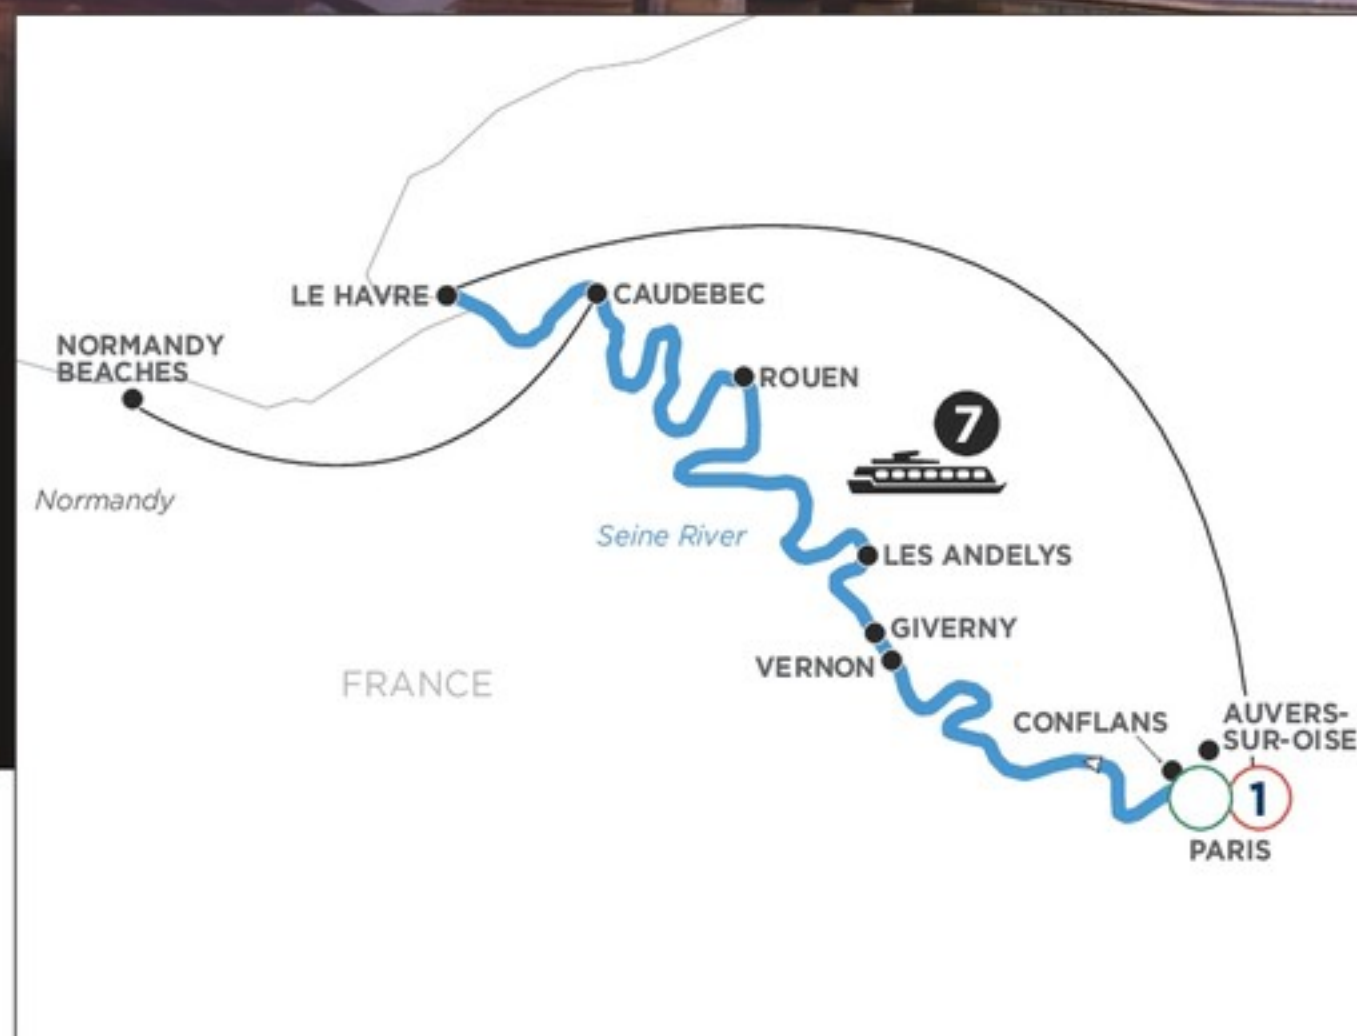 LE HAVRE
CAUDEBEC
NORMANDY
BEACHES
ROUEN
7
Normandy
Seine River
LES ANDELYS
GIVERNY
VERNON
FRANCE
CONFLANS
AUVERS-
SUR-OISE
1
PARIS